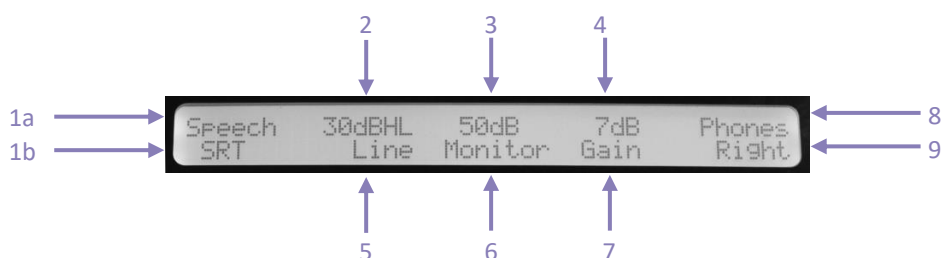 2 3 4
1a Speech 30dBHL 50dB 7dB Phones 8
1b SRT Line Monitor Gain Right 9
5 6 7